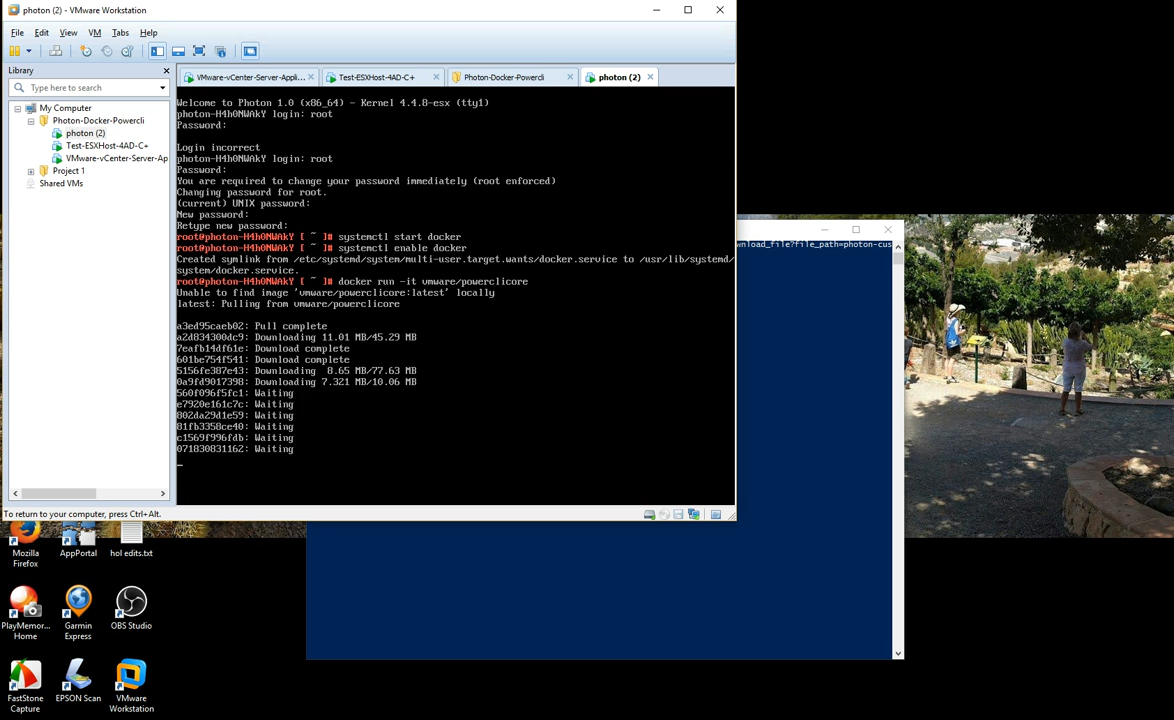 photon (2) - VMware Workstation
File Edit View VM Tabs Help
Library
Type here to search
My Computer
Photon-Docker-Powercli
photon (2)
Test-ESXHost-4AD-C+
VMware-vCenter-Server-Ap
Project 1
Shared VMs
VMware-vCenter-Server-Appli... Test-ESXHost-4AD-C+ Photon-Docker-Powercli photon (2)
Welcome to Photon 1.0 (x86_64) - Kernel 4.4.8-esx (tty1)
photon-H4h0NWAkY login: root
Password:
Login incorrect
photon-H4h0NWAkY login: root
Password:
You are required to change your password immediately (root enforced)
Changing password for root.
(current) UNIX password:
New password:
Retype new password:
root@photon-H4h0NWAkY [ ~ ]# systemctl start docker
root@photon-H4h0NWAkY [ ~ ]# systemctl enable docker
Created symlink from /etc/systemd/system/multi-user.target.wants/docker.service to /usr/lib/systemd/
system/docker.service.
root@photon-H4h0NWAkY [ ~ ]# docker run -it vmware/powerclicore
Unable to find image 'vmware/powerclicore:latest' locally
latest: Pulling from vmware/powerclicore
a3ed95caeb02: Pull complete
a2d834300dc9: Downloading 11.01 MB/45.29 MB
7eafb14df61e: Download complete
601be754f541: Download complete
5156fe387e43: Downloading 8.65 MB/77.63 MB
0a9fd9017398: Downloading 7.321 MB/10.06 MB
560f096f5fc1: Waiting
e7920e161c7c: Waiting
802da29d1e59: Waiting
81fb3358ce40: Waiting
c1569f996fdb: Waiting
071830831162: Waiting
To return to your computer, press Ctrl+Alt.
wnload_file?file_path=photon-cus
Mozilla
Firefox
AppPortal
hol edits.txt
PlayMemor...
Home
Garmin
Express
OBS Studio
FastStone
Capture
EPSON Scan
VMware
Workstation